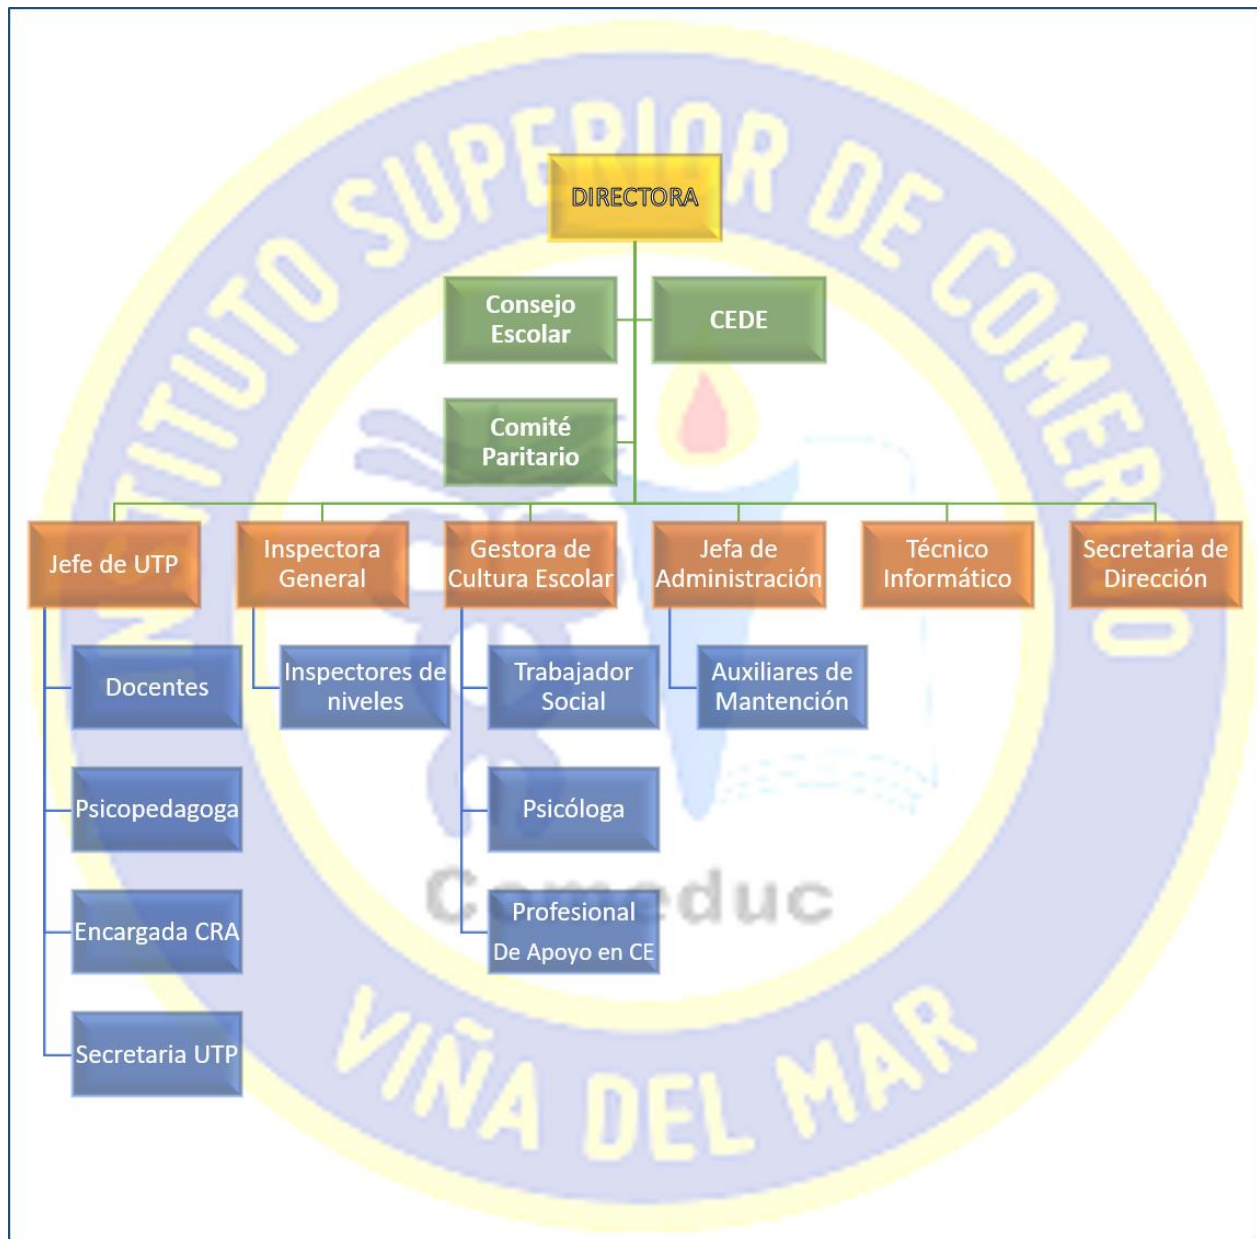 INSTITUTO SUPERIOR DE COMERCIO
DIRECTORA
Consejo
Escolar
CEDE
Comité
Paritario
Jefe de UTP
Inspectora
General
Gestora de
Cultura Escolar
Jefa de
Administración
Técnico
Informático
Secretaria de
Dirección
Docentes
Psicopedagoga
Encargada CRA
Secretaria UTP
Inspectores de
niveles
Trabajador
Social
Psicóloga
Profesional
De Apoyo en CE
Auxiliares de
Mantención
Comeduc
VIÑA DEL MAR